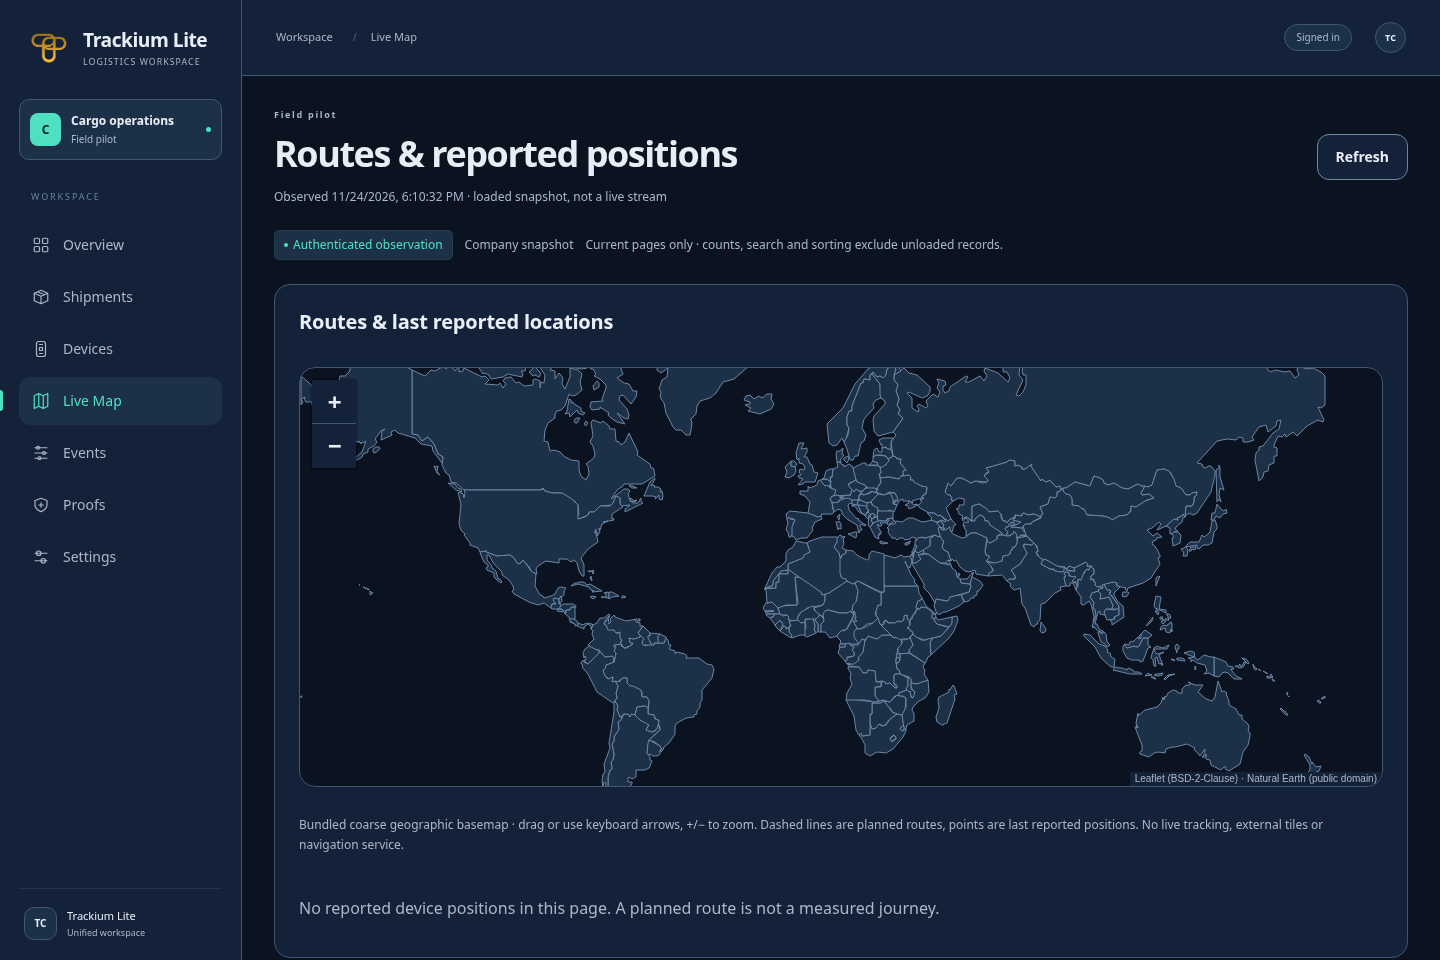 Trackium Lite
LOGISTICS WORKSPACE
C
Cargo operations
Field pilot
WORKSPACE
Overview
Shipments
Devices
Live Map
Events
Proofs
Settings
TC
Trackium Lite
Unified workspace
Workspace / Live Map
Signed in
TC
Field pilot
Routes & reported positions
Refresh
Observed 11/24/2026, 6:10:32 PM · loaded snapshot, not a live stream
Authenticated observation Company snapshot Current pages only · counts, search and sorting exclude unloaded records.
Routes & last reported locations
+
−
Leaflet (BSD-2-Clause) · Natural Earth (public domain)
Bundled coarse geographic basemap · drag or use keyboard arrows, +/− to zoom. Dashed lines are planned routes, points are last reported positions. No live tracking, external tiles or
navigation service.
No reported device positions in this page. A planned route is not a measured journey.